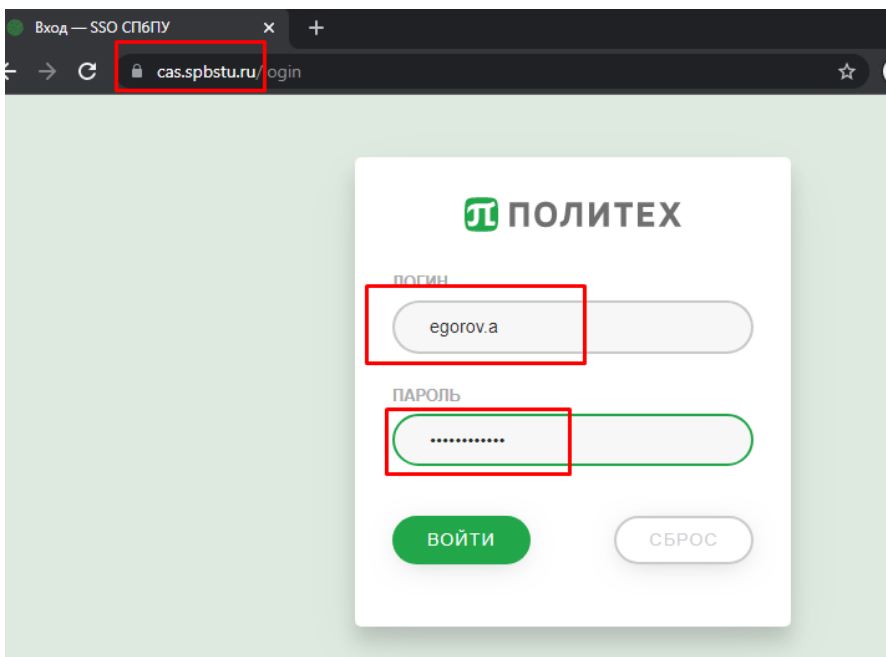 Вход — SSO СПбПУ
cas.spbstu.ru/login
ПОЛИТЕХ
ЛОГИН
egorov.a
ПАРОЛЬ
••••••••••••
ВОЙТИ
СБРОС